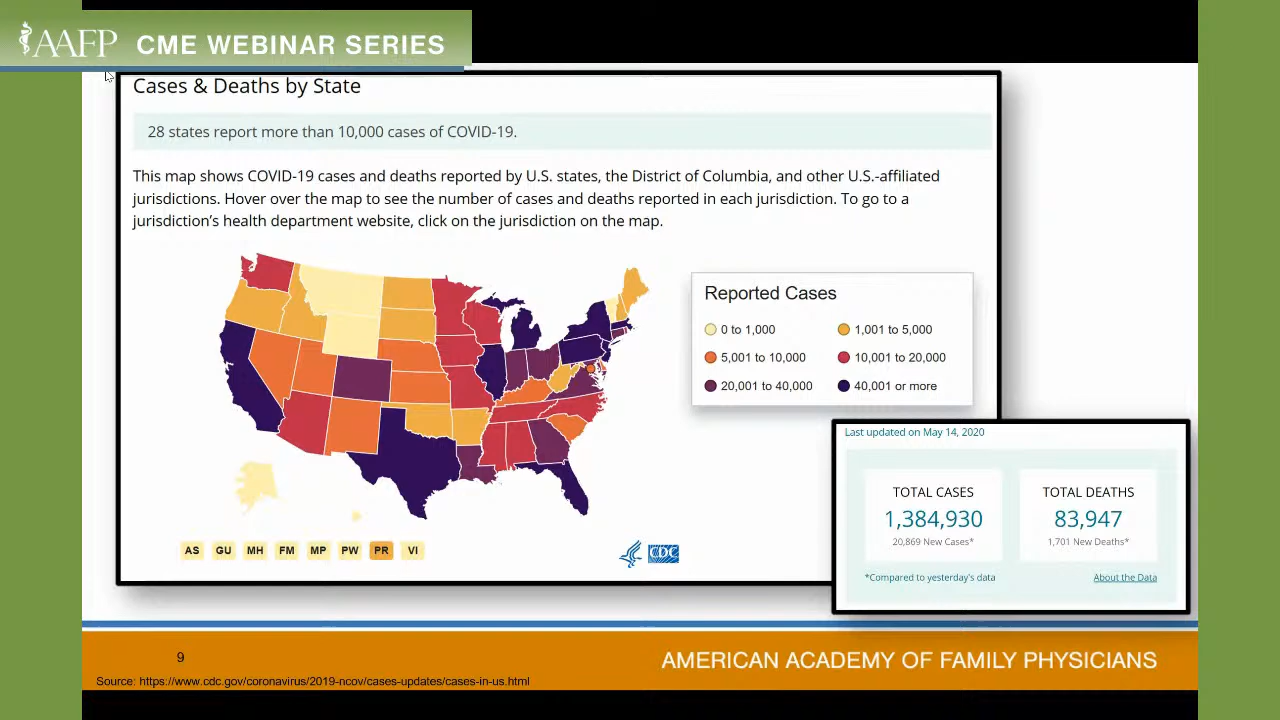 AAFP CME WEBINAR SERIES
Cases & Deaths by State
28 states report more than 10,000 cases of COVID-19.
This map shows COVID-19 cases and deaths reported by U.S. states, the District of Columbia, and other U.S.-affiliated
jurisdictions. Hover over the map to see the number of cases and deaths reported in each jurisdiction. To go to a
jurisdiction's health department website, click on the jurisdiction on the map.
Reported Cases
0 to 1,000
1,001 to 5,000
5,001 to 10,000
10,001 to 20,000
20,001 to 40,000
40,001 or more
AS GU MH FM MP PW PR VI
CDC
Last updated on May 14, 2020
TOTAL CASES
1,384,930
20,869 New Cases*
TOTAL DEATHS
83,947
1,701 New Deaths*
*Compared to yesterday's data
About the Data
9
AMERICAN ACADEMY OF FAMILY PHYSICIANS
Source: https://www.cdc.gov/coronavirus/2019-ncov/cases-updates/cases-in-us.html